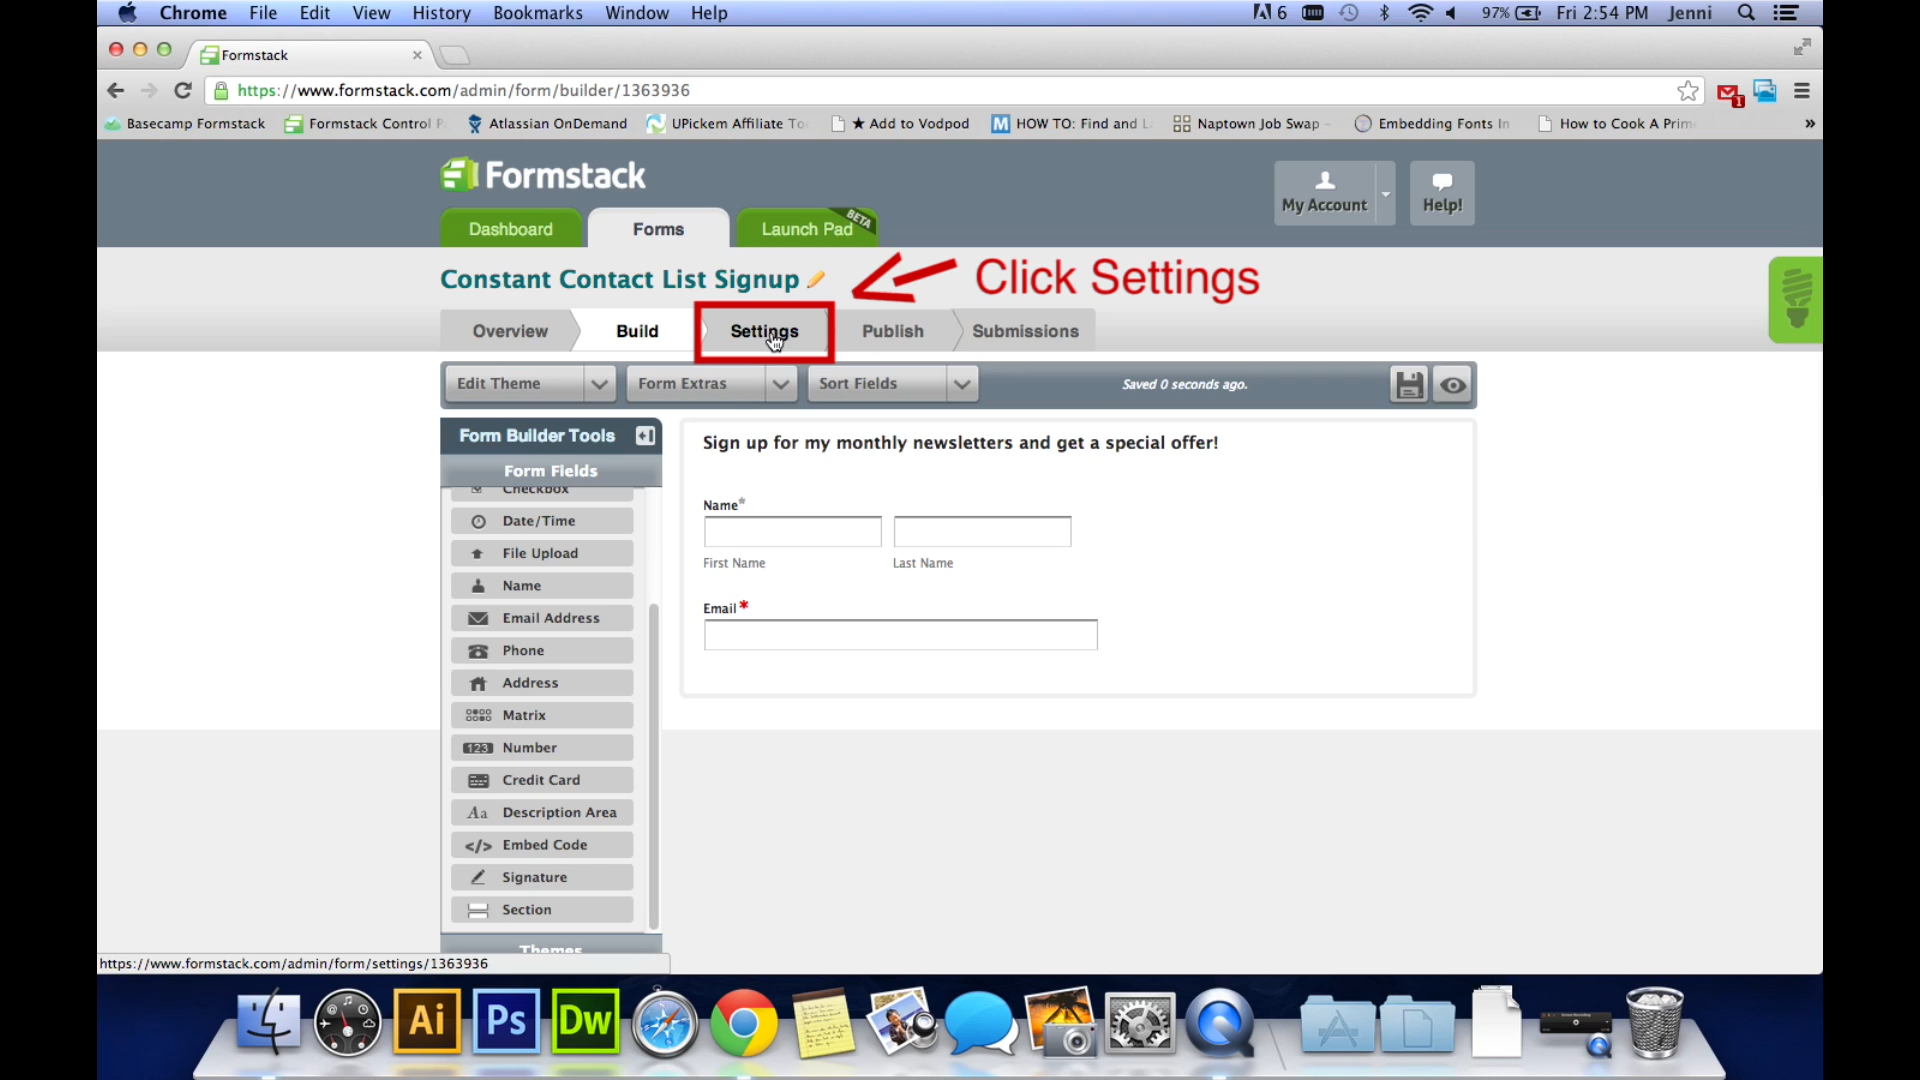 Chrome File Edit View History Bookmarks Window Help
6 97% Fri 2:54 PM Jenni
Formstack
https://www.formstack.com/admin/form/builder/1363936
1
Basecamp Formstack Formstack Control Atlassian OnDemand UPickem Affiliate To ★ Add to Vodpod M HOW TO: Find and L Naptown Job Swap - Embedding Fonts In How to Cook A Prim »
Formstack
My Account Help!
Dashboard Forms Launch Pad BETA
Constant Contact List Signup
Click Settings
Overview Build Settings Publish Submissions
Edit Theme Form Extras Sort Fields Saved 0 seconds ago.
Form Builder Tools
Form Fields
Checkbox
Date/Time
File Upload
Name
Email Address
Phone
Address
Matrix
123 Number
Credit Card
Aa Description Area
</> Embed Code
Signature
Section
Themes
Sign up for my monthly newsletters and get a special offer!
Name*
First Name Last Name
Email*
https://www.formstack.com/admin/form/settings/1363936
Ai Ps Dw